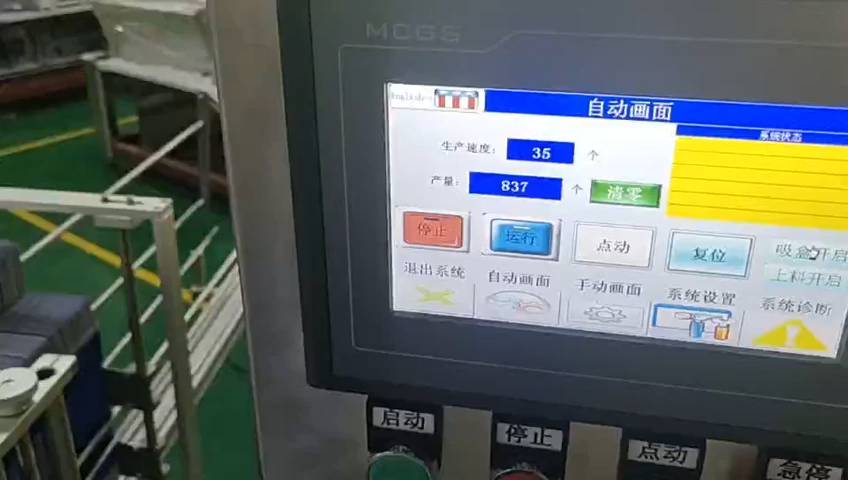 MCGS
English
自动画面
系统状态
生产速度： 35 个
产量： 837 个 清零
停止 运行 点动 复位 吸盒开启
上料开启
退出系统 自动画面 手动画面 系统设置 系统诊断
启动 停止 点动 急停